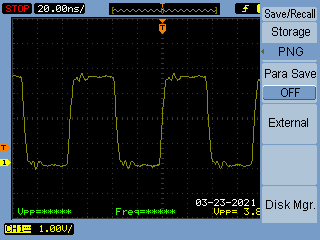 STOP 20.00ns/
T
Save/Recall
Storage
PNG
Para Save
OFF
External
Disk Mgr.
T
1
03-23-2021
Vpp=***** Freq=***** Vpp= 3.8
CH1 1.00V/